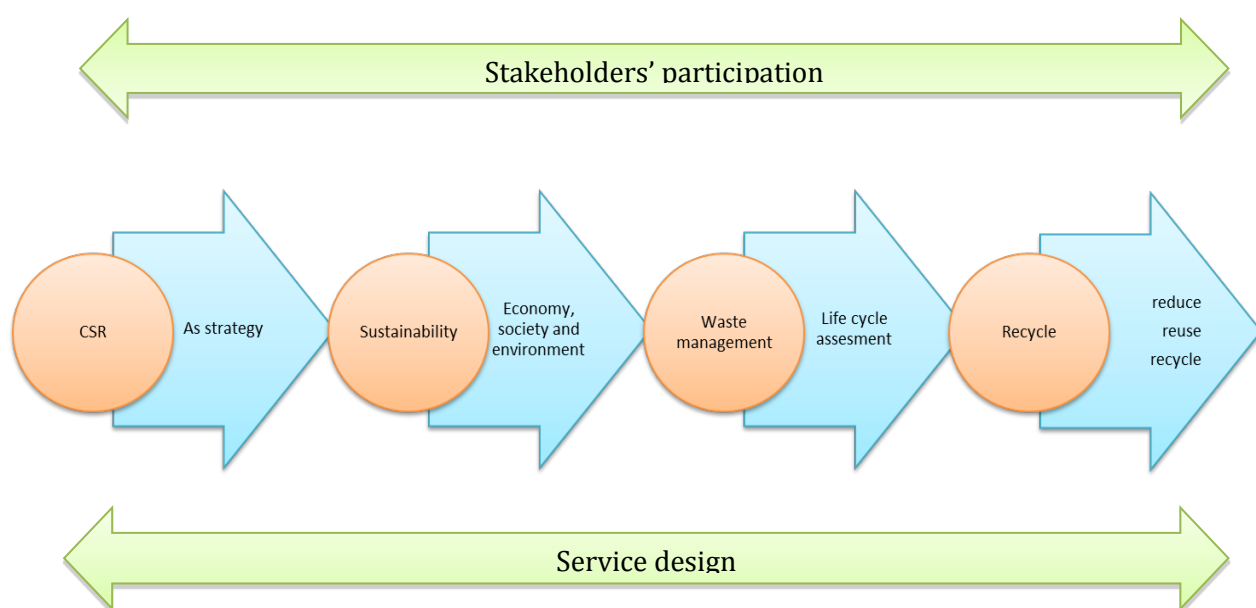 Stakeholders' participation
CSR
As strategy
Sustainability
Economy,
society and
environment
Waste
management
Life cycle
assesment
Recycle
reduce
reuse
recycle
Service design